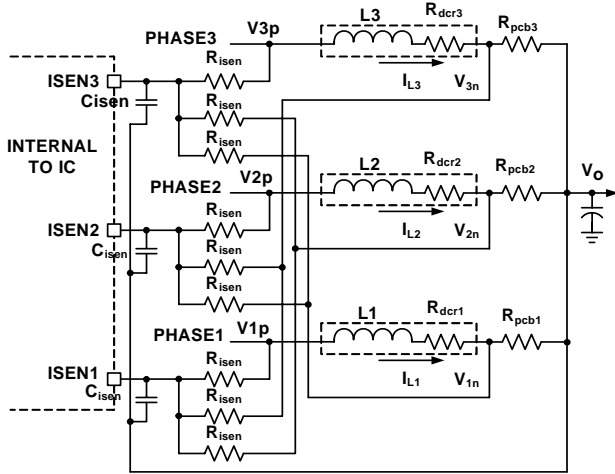 V3p L3 Rdcr3 Rpcb3
PHASE3
Risen
ISEN3
Cisen
IL3 V3n
Risen
Risen
INTERNAL
TO IC
V2p L2 Rdcr2 Rpcb2 Vo
PHASE2
Risen
ISEN2
Cisen
IL2 V2n
Risen
Risen
V1p L1 Rdcr1 Rpcb1
PHASE1
Risen
ISEN1
Cisen
IL1 V1n
Risen
Risen